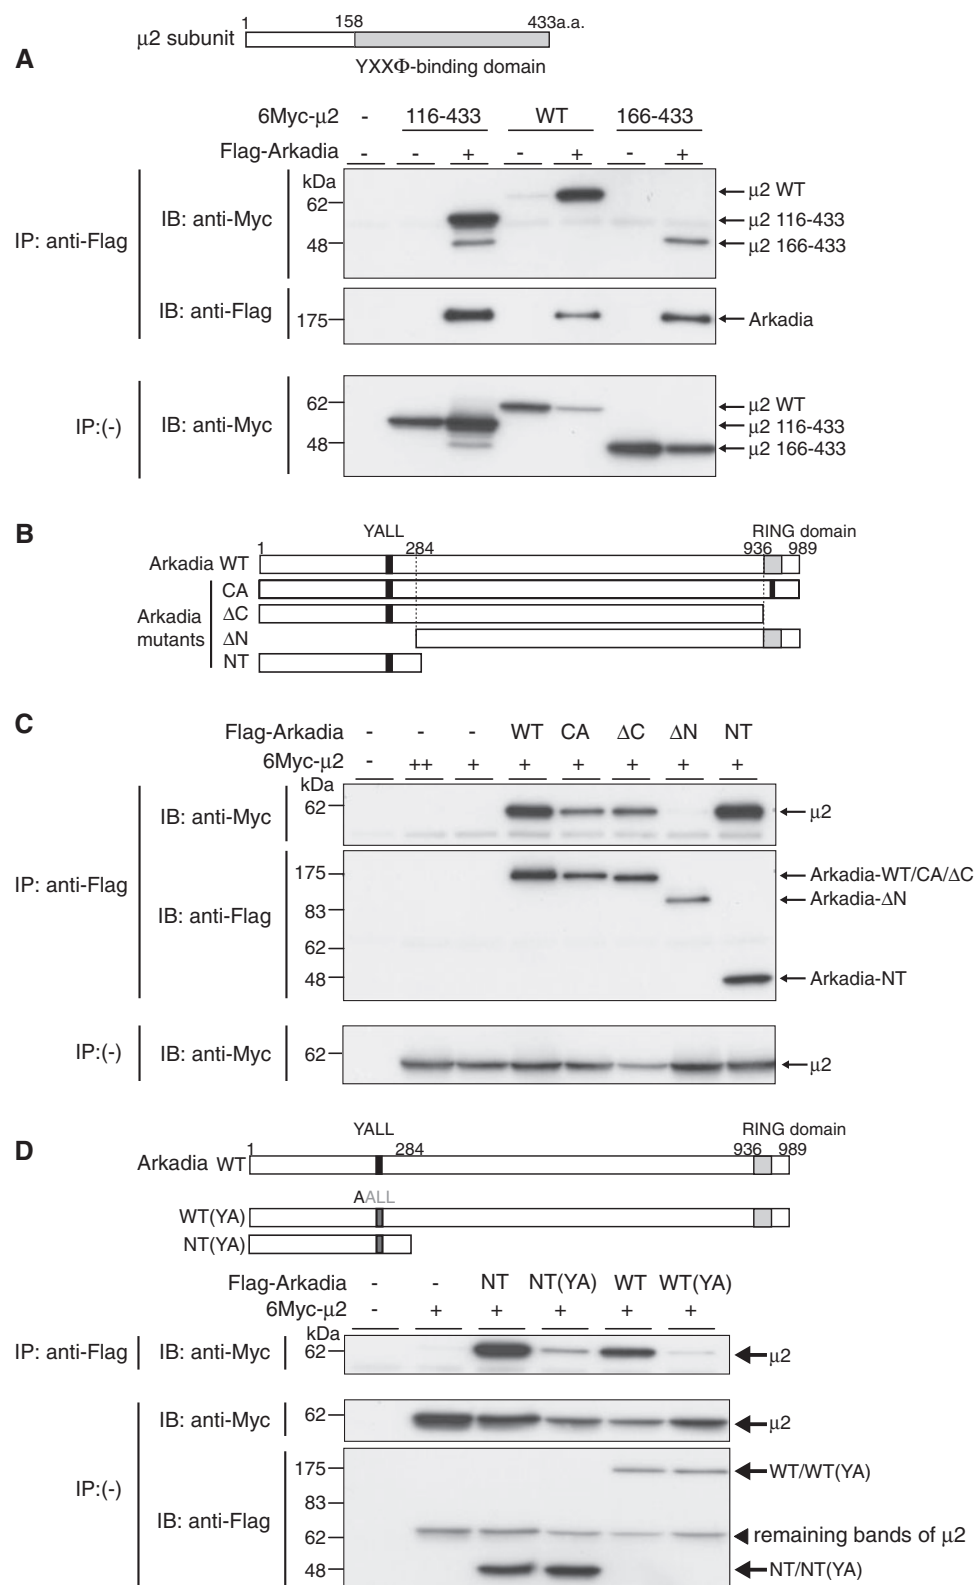 A
1 158 433a.a.
μ2 subunit
YXXΦ-binding domain
6Myc-μ2 - 116-433 WT 166-433
Flag-Arkadia - - + - + - +
kDa
IP: anti-Flag
IB: anti-Myc
62
48
μ2 WT
μ2 116-433
μ2 166-433
IB: anti-Flag
175
Arkadia
IP:(-)
IB: anti-Myc
62
48
μ2 WT
μ2 116-433
μ2 166-433
B
YALL RING domain
1 284 936 989
Arkadia WT
Arkadia mutants
CA
ΔC
ΔN
NT
C
Flag-Arkadia - - - WT CA ΔC ΔN NT
6Myc-μ2 - ++ + + + + + +
kDa
IP: anti-Flag
IB: anti-Myc
62
μ2
IB: anti-Flag
175
83
62
48
Arkadia-WT/CA/ΔC
Arkadia-ΔN
Arkadia-NT
IP:(-)
IB: anti-Myc
62
μ2
D
YALL RING domain
1 284 936 989
Arkadia WT
AALL
WT(YA)
NT(YA)
Flag-Arkadia - - NT NT(YA) WT WT(YA)
6Myc-μ2 - + + + + +
kDa
IP: anti-Flag
IB: anti-Myc
62
μ2
IP:(-)
IB: anti-Myc
62
μ2
IB: anti-Flag
175
83
62
48
WT/WT(YA)
remaining bands of μ2
NT/NT(YA)